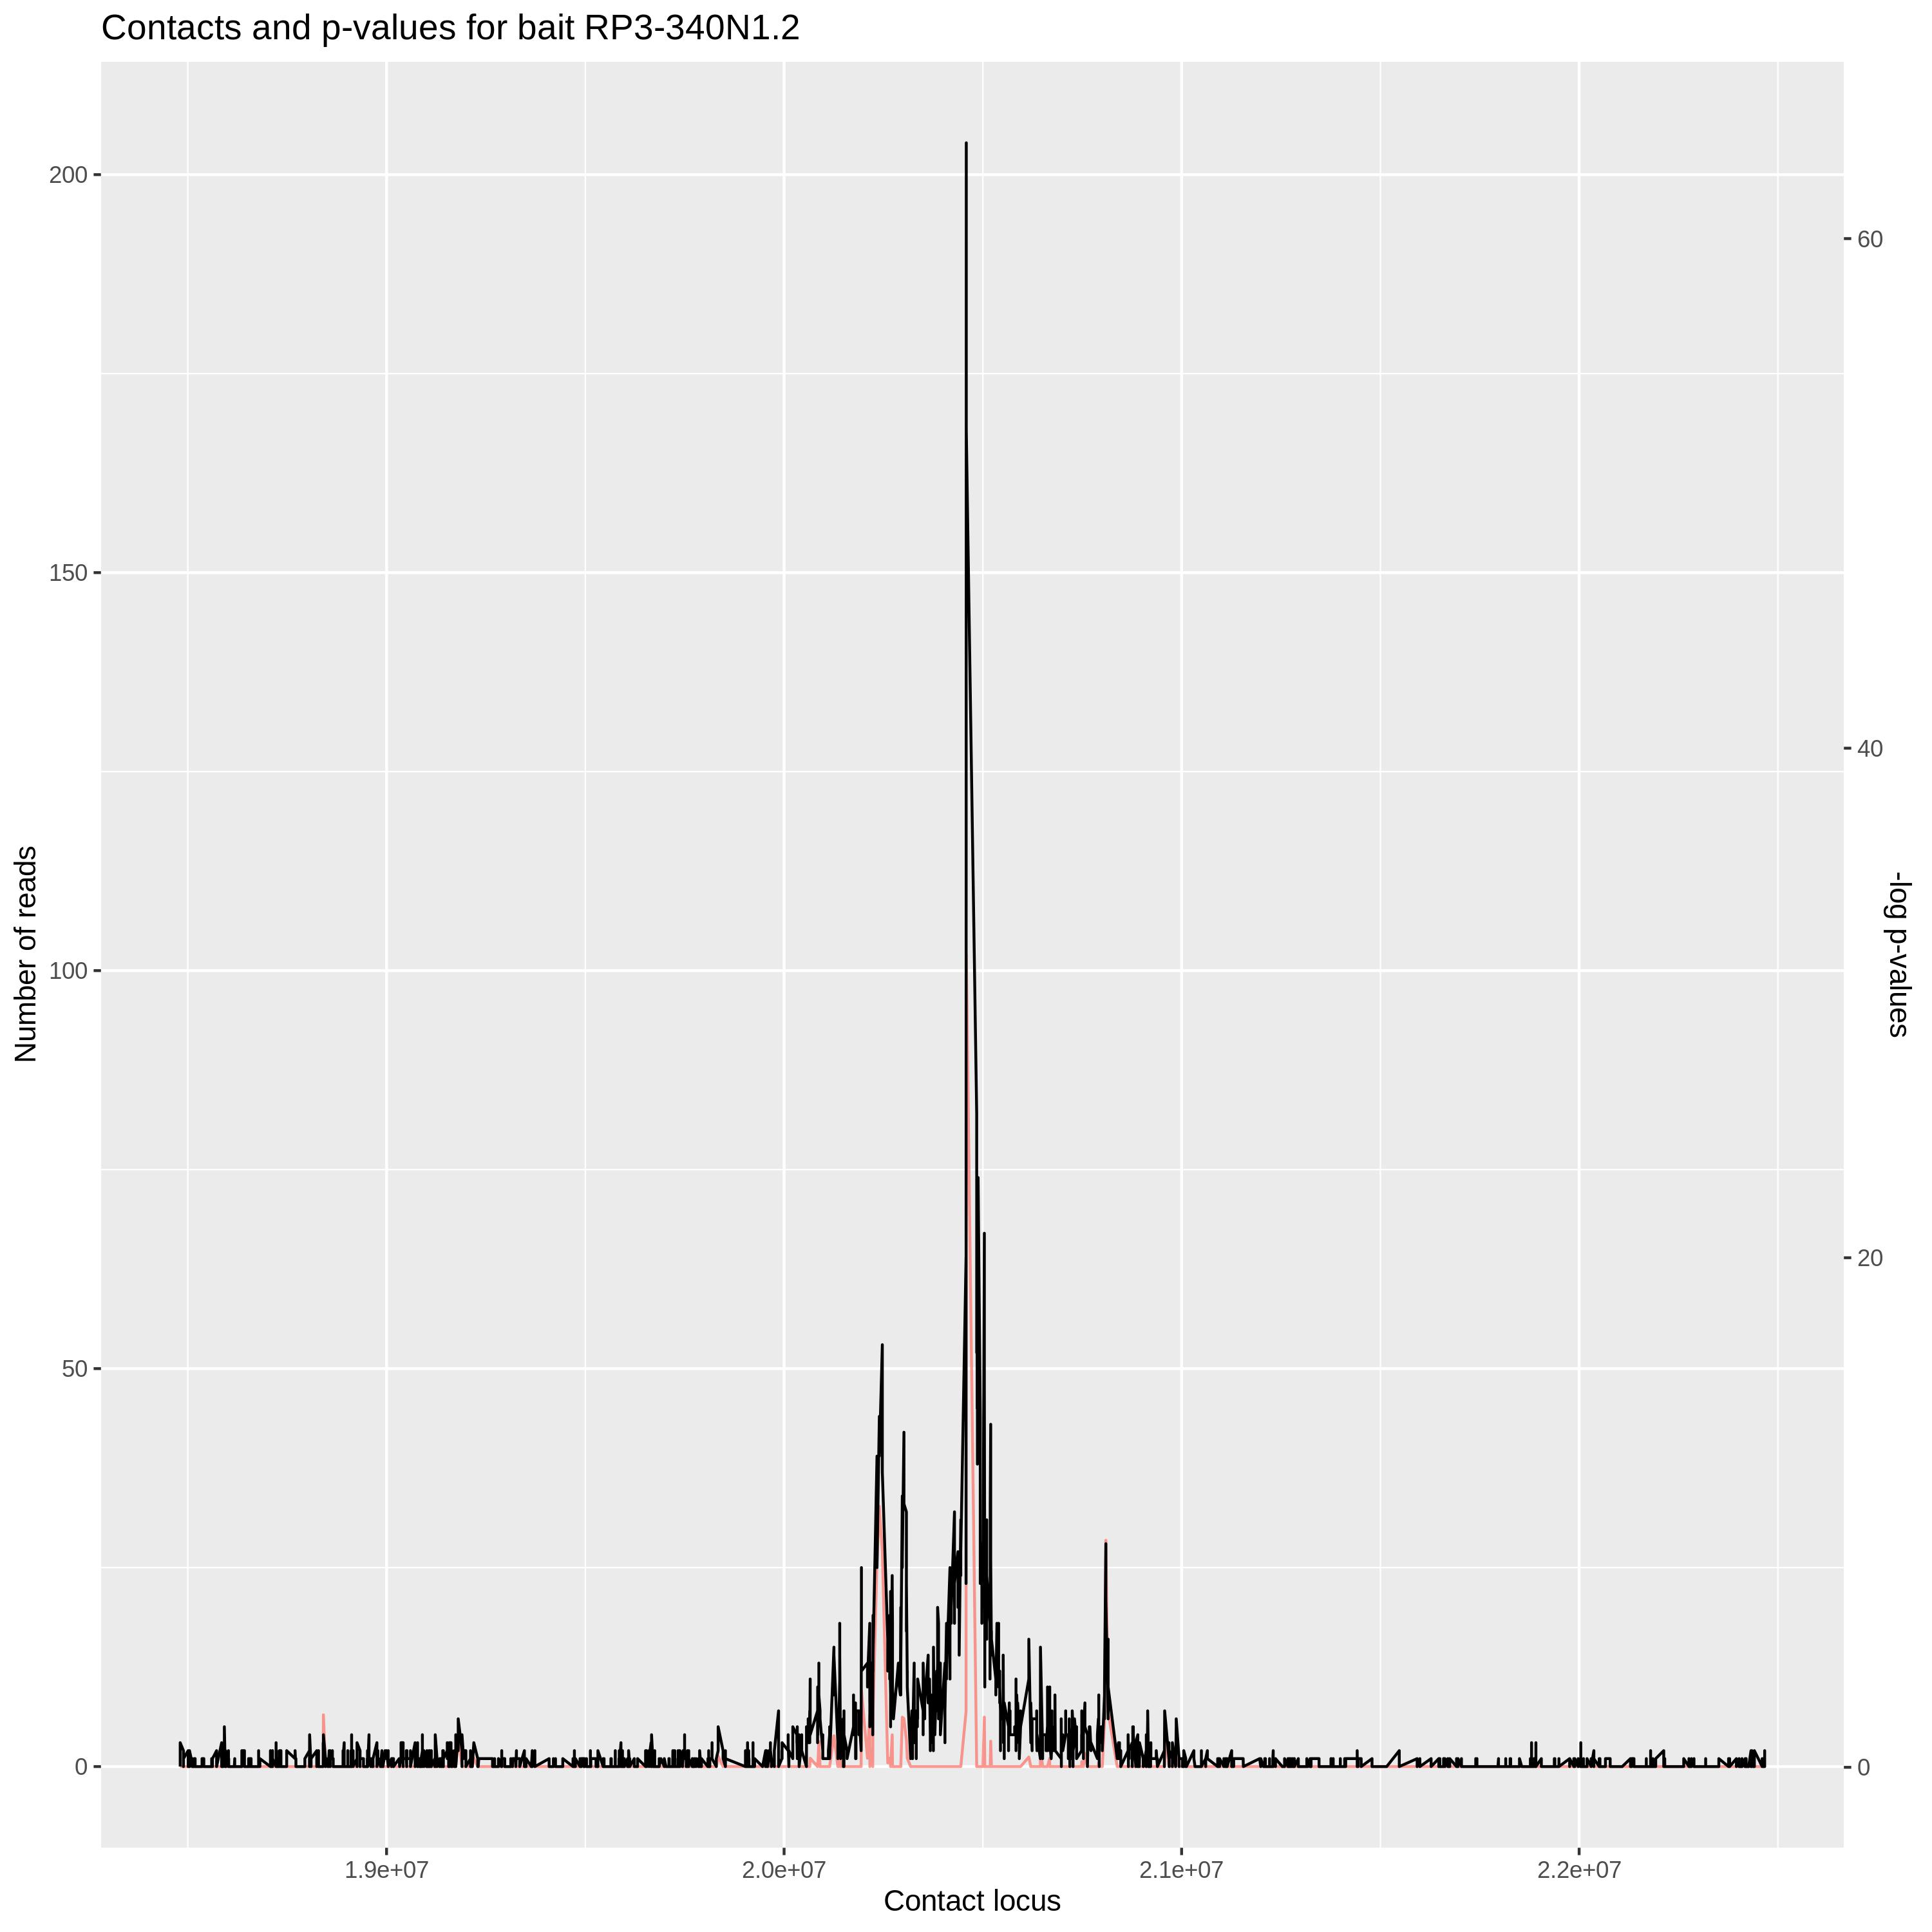 Contacts and p-values for bait RP3-340N1.2
200
150
100
50
0
Number of reads
60
40
20
0
-log p-values
1.9e+07
2.0e+07
2.1e+07
2.2e+07
Contact locus